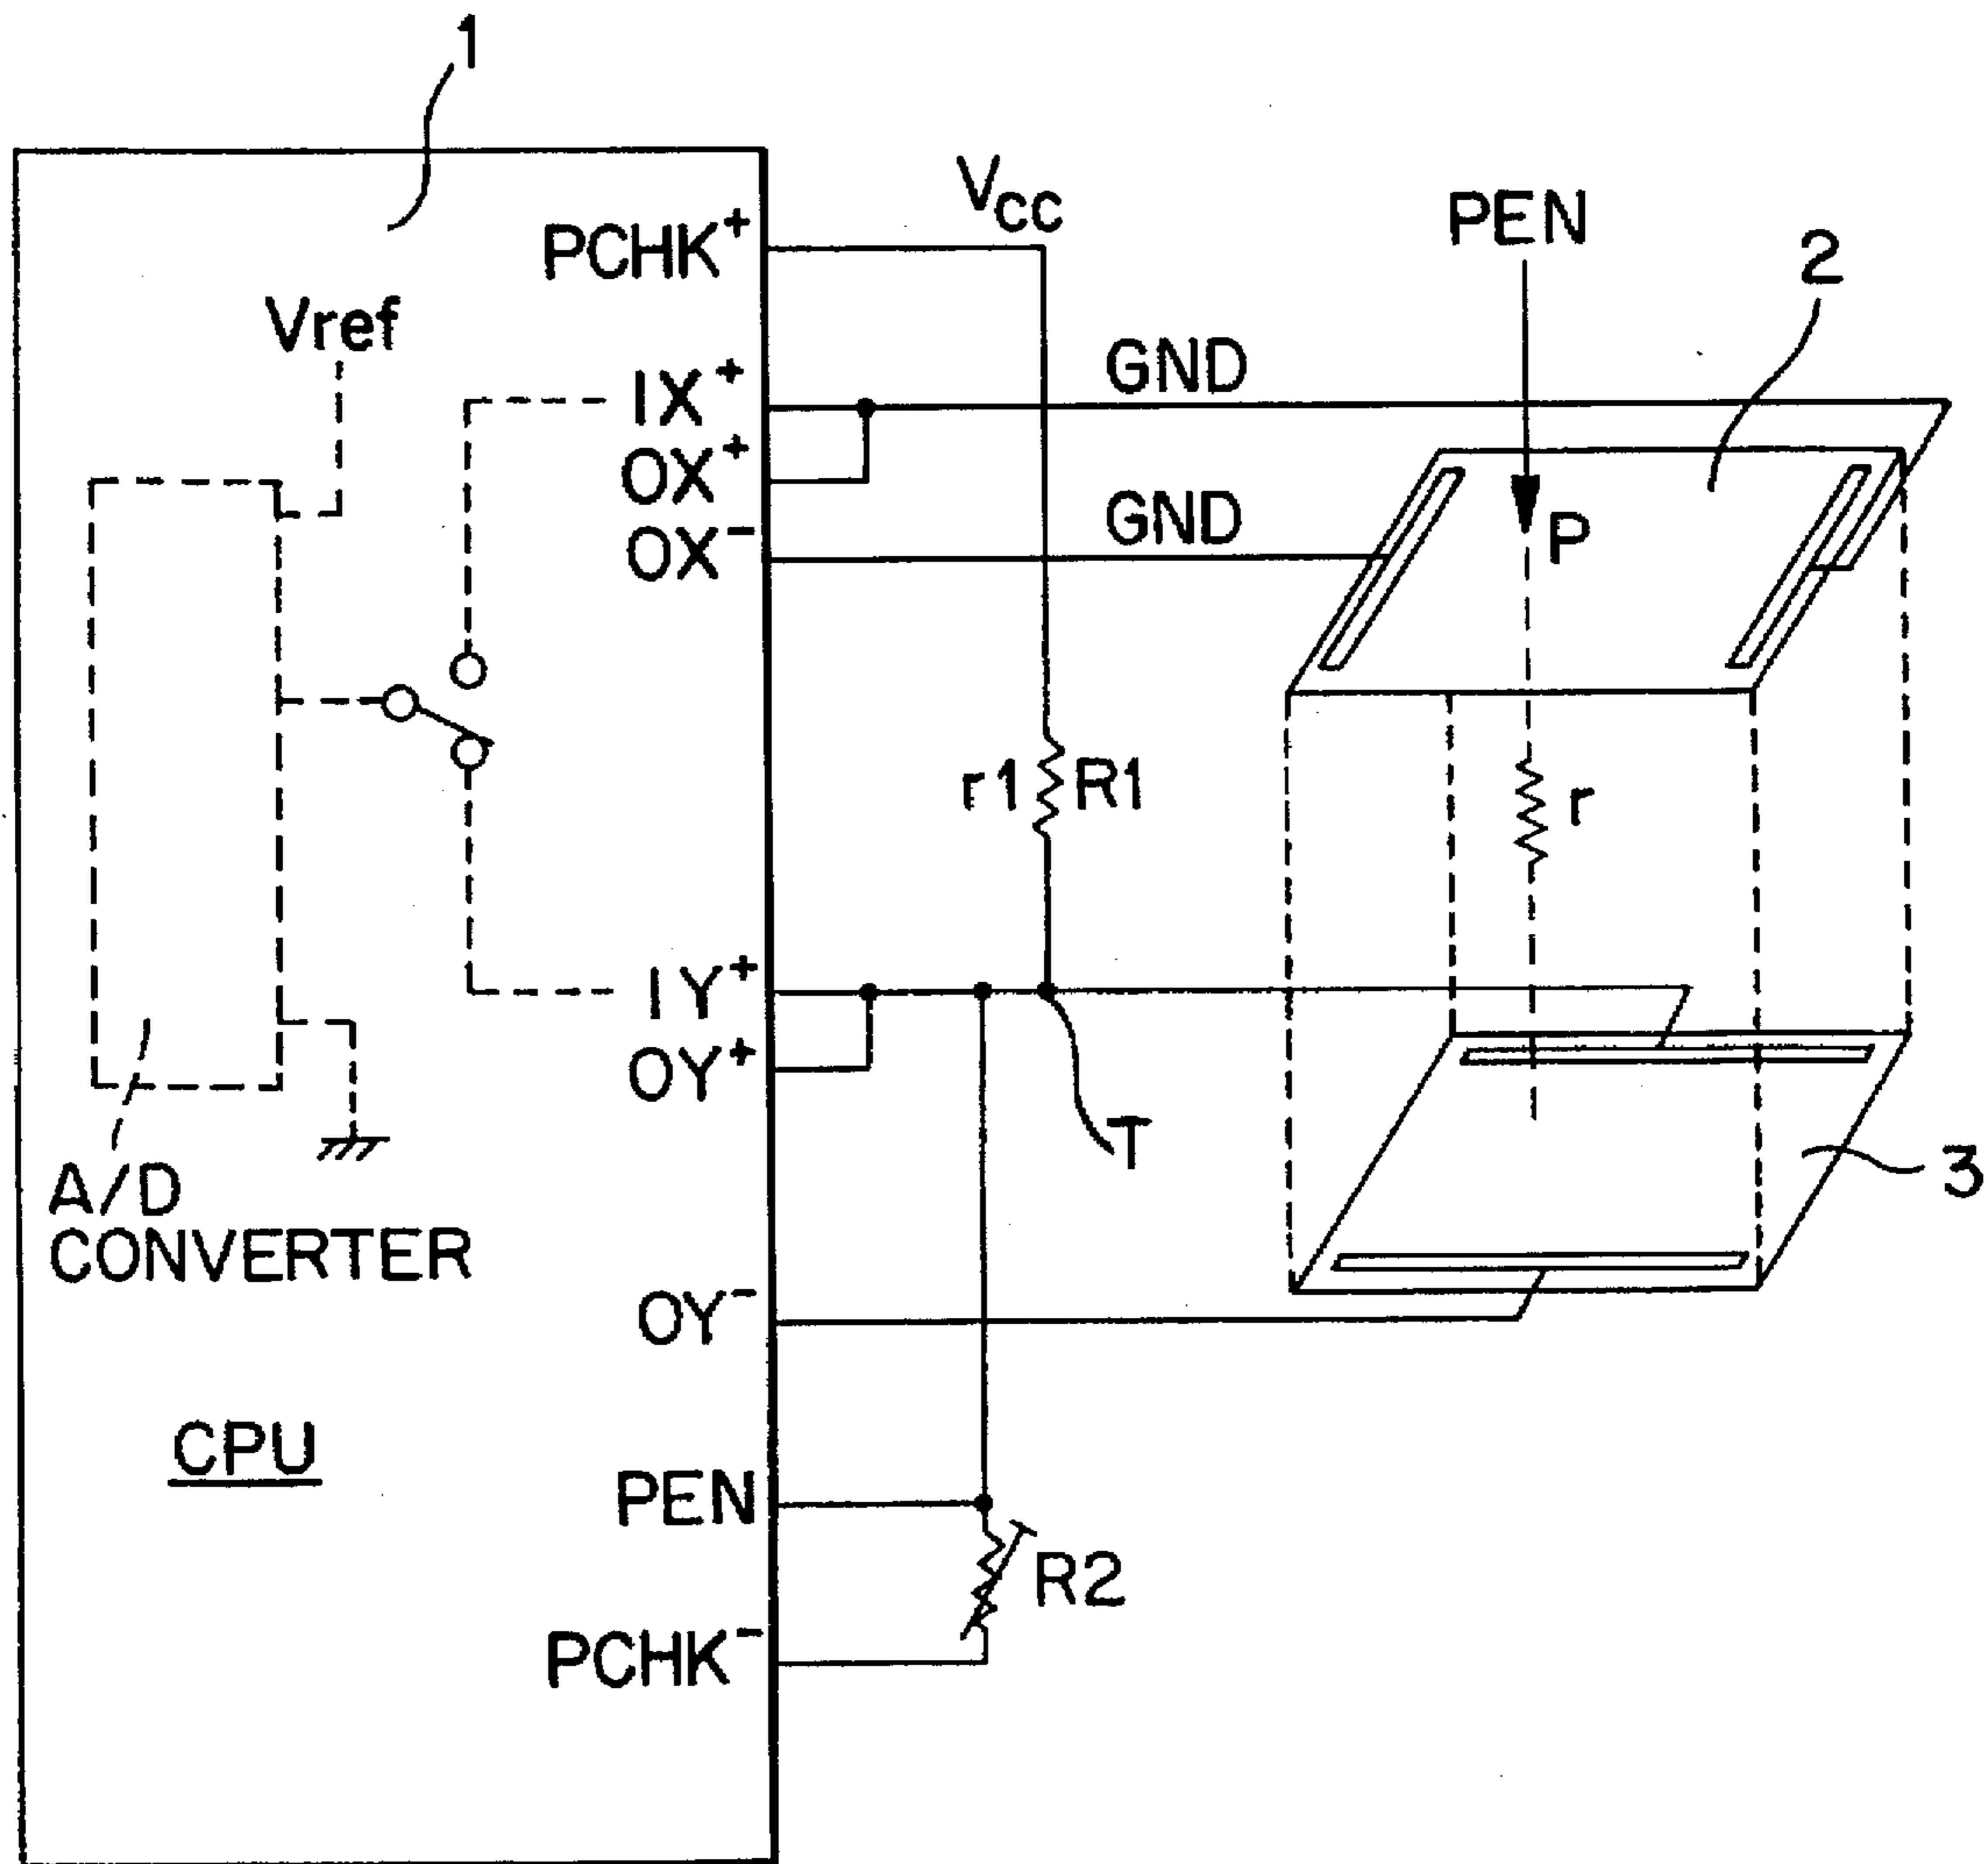 1
PCHK+
Vcc
PEN
2
Vref
IX+
GND
OX+
OX-
GND
P
r1
R1
r
IY+
OY+
T
3
A/D
CONVERTER
OY-
CPU
PEN
R2
PCHK-